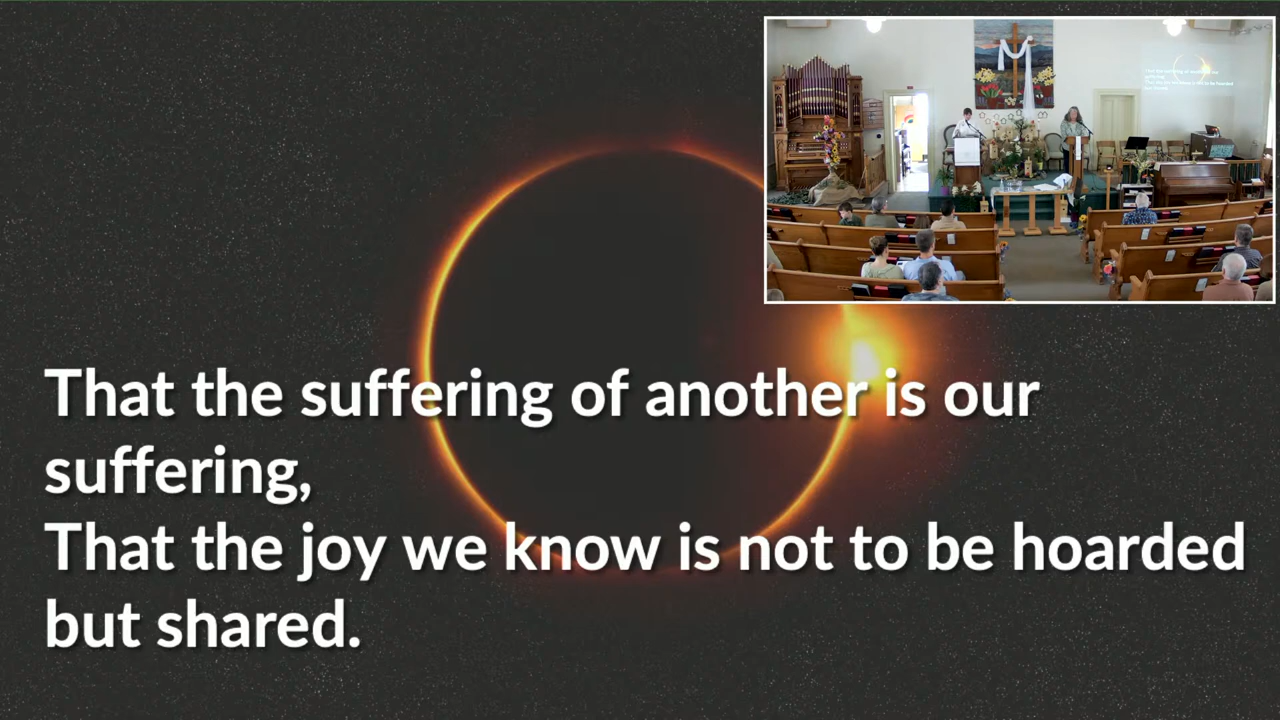 That the suffering of another is our
suffering,
That the joy we know is not to be hoarded
but shared.